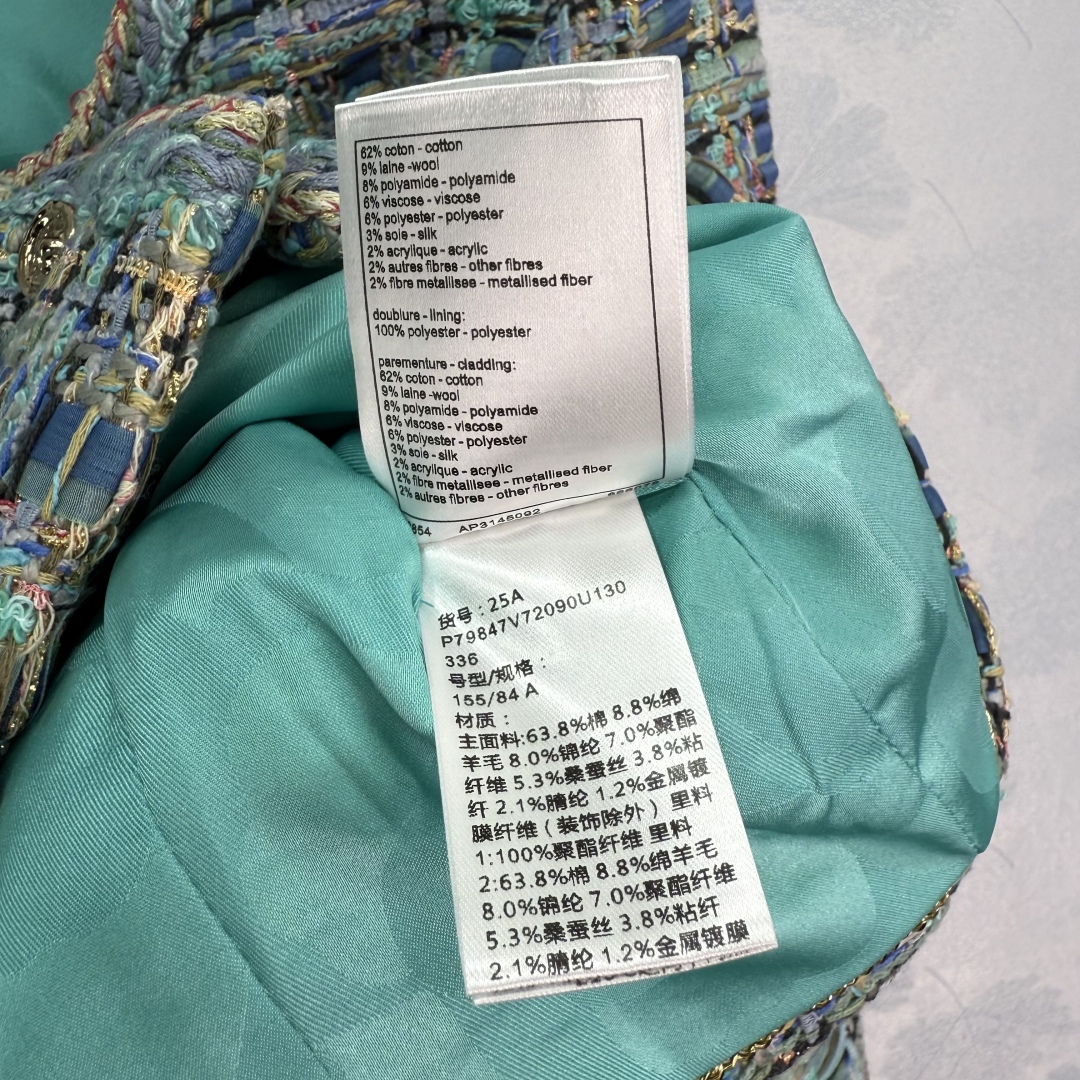 62% coton - cotton
9% laine -wool
8% polyamide - polyamide
6% viscose - viscose
6% polyester - polyester
3% soie - silk
2% acrylique - acrylic
2% autres fibres - other fibres
2% fibre metallisee - metallised fiber
doublure - lining:
100% polyester - polyester
parementure - cladding:
62% coton - cotton
9% laine -wool
8% polyamide - polyamide
6% viscose - viscose
6% polyester - polyester
3% soie - silk
2% acrylique - acrylic
2% fibre metallisee - metallised fiber
2% autres fibres - other fibres
AP3145092
货号:25A
P79847V72090U130
336
号型/规格:
155/84 A
材质:
主面料:63.8%棉 8.8%绵
羊毛 8.0%锦纶 7.0%聚酯
纤维 5.3%桑蚕丝 3.8%粘
纤 2.1%腈纶 1.2%金属镀
膜纤维(装饰除外) 里料
1:100%聚酯纤维 里料
2:63.8%棉 8.8%绵羊毛
8.0%锦纶 7.0%聚酯纤维
5.3%桑蚕丝 3.8%粘纤
2.1%腈纶 1.2%金属镀膜